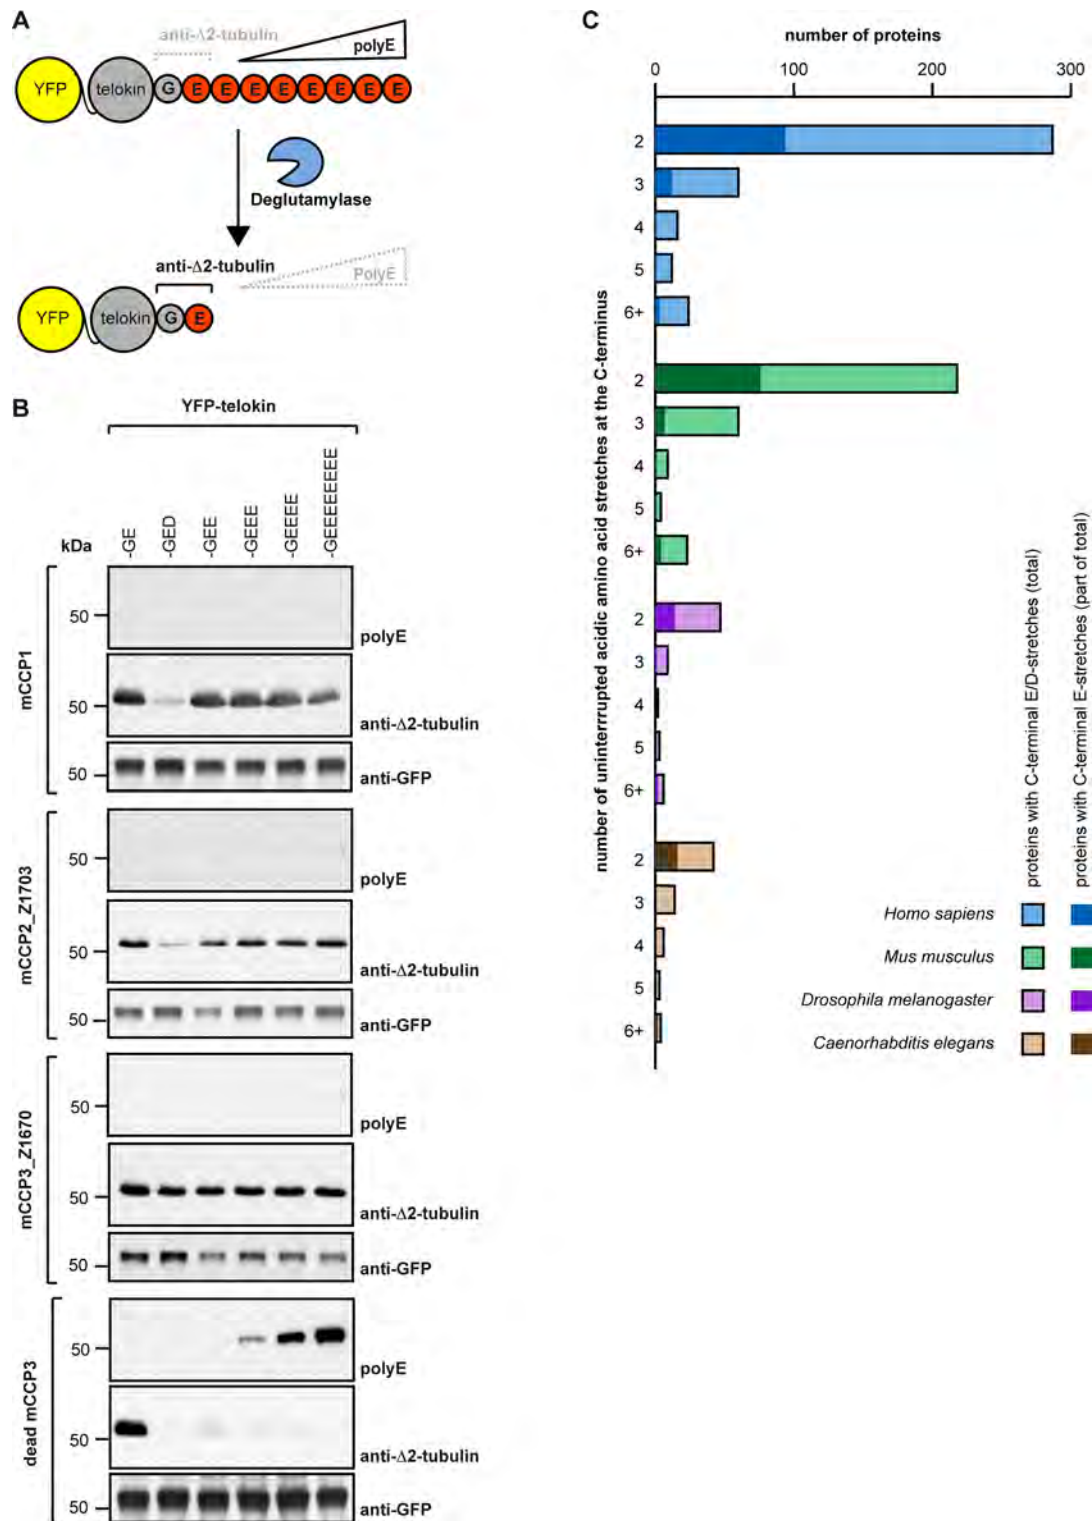 A
anti-Δ2-tubulin
polyE
YFP
telokin
G E E E E E E E E
Deglutamylase
anti-Δ2-tubulin
PolyE
YFP
telokin
G E
B
YFP-telokin
kDa
-GE
-GED
-GEE
-GEEE
-GEEEE
-GEEEEEEEEE
mCCP1
50
polyE
50
anti-Δ2-tubulin
50
anti-GFP
mCCP2_Z1703
50
polyE
50
anti-Δ2-tubulin
50
anti-GFP
mCCP3_Z1670
50
polyE
50
anti-Δ2-tubulin
50
anti-GFP
dead mCCP3
50
polyE
50
anti-Δ2-tubulin
50
anti-GFP
C
number of proteins
0 100 200 300
number of uninterrrupted acidic amino acid stretches at the C-terminus
2
3
4
5
6+
2
3
4
5
6+
2
3
4
5
6+
2
3
4
5
6+
proteins with C-terminal E/D-stretches (total)
proteins with C-terminal E-stretches (part of total)
Homo sapiens
Mus musculus
Drosophila melanogaster
Caenorhabditis elegans